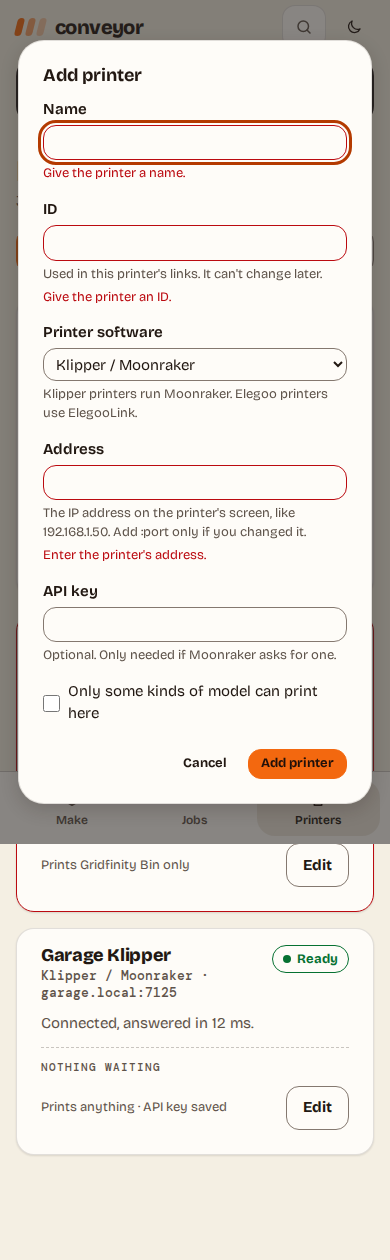 conveyor
Add printer
Name
Give the printer a name.
ID
Used in this printer's links. It can't change later.
Give the printer an ID.
Printer software
Klipper / Moonraker
Klipper printers run Moonraker. Elegoo printers
use ElegooLink.
Address
The IP address on the printer's screen, like
192.168.1.50. Add :port only if you changed it.
Enter the printer's address.
API key
Optional. Only needed if Moonraker asks for one.
Only some kinds of model can print
here
Cancel
Add printer
Make
Jobs
Printers
Prints Gridfinity Bin only
Edit
Garage Klipper
Ready
Klipper / Moonraker ·
garage.local:7125
Connected, answered in 12 ms.
NOTHING WAITING
Prints anything · API key saved
Edit